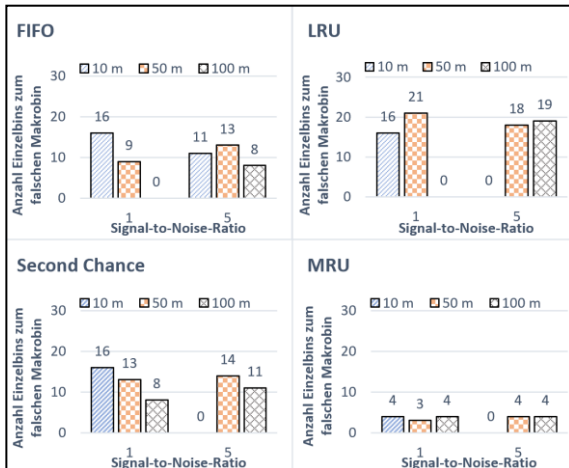 FIFO
10 m 50 m 100 m
Anzahl Einzelbins zum
falschen Makrobin
30
20
10
0
16
9
0
11
13
8
1
5
Signal-to-Noise-Ratio
LRU
10 m 50 m 100 m
Anzahl Einzelbins zum
falschen Makrobin
30
20
10
0
16
21
0
0
18
19
1
5
Signal-to-Noise-Ratio
Second Chance
10 m 50 m 100 m
Anzahl Einzelbins zum
falschen Makrobin
30
20
10
0
16
13
8
0
14
11
1
5
Signal-to-Noise-Ratio
MRU
10 m 50 m 100 m
Anzahl Einzelbins zum
falschen Makrobin
30
20
10
0
4
3
4
0
4
4
1
5
Signal-to-Noise-Ratio